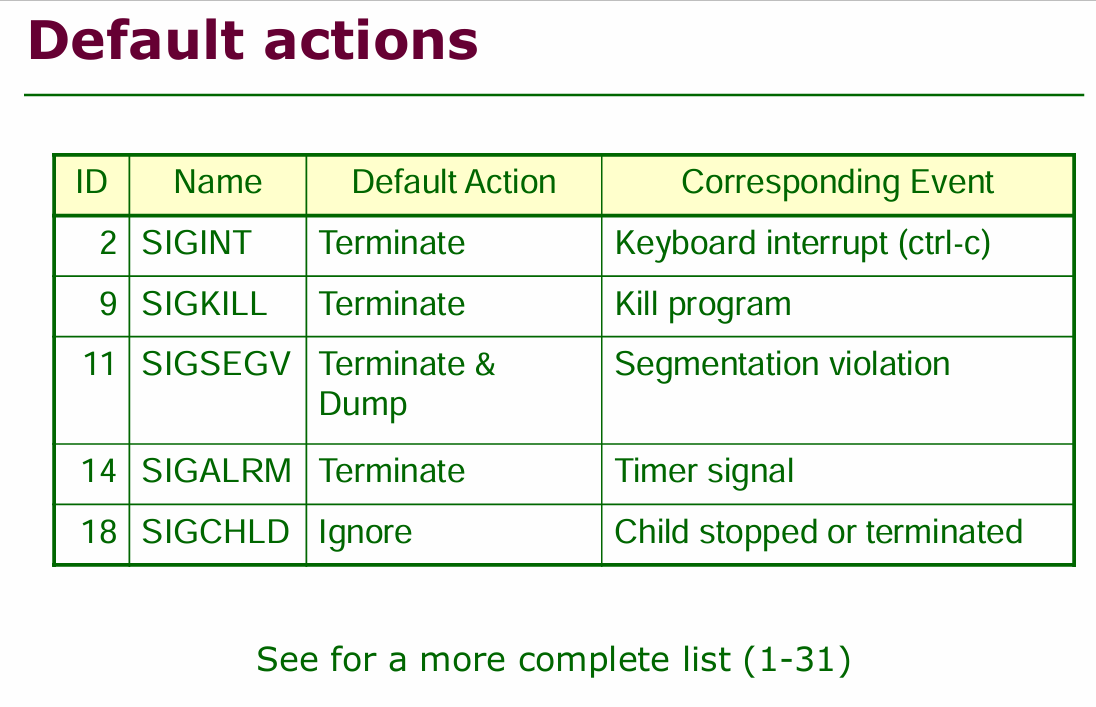 Default actions
ID Name Default Action Corresponding Event
2 SIGINT Terminate Keyboard interrupt (ctrl-c)
9 SIGKILL Terminate Kill program
11 SIGSEGV Terminate & Segmentation violation
Dump
14 SIGALRM Terminate Timer signal
18 SIGCHLD Ignore Child stopped or terminated
See for a more complete list (1-31)